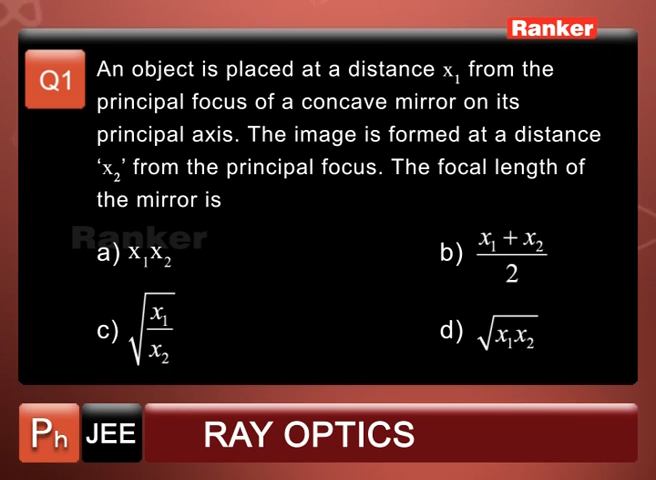 Ranker
Q1
An object is placed at a distance x₁ from the
principal focus of a concave mirror on its
principal axis. The image is formed at a distance
‘x₂’ from the principal focus. The focal length of
the mirror is
Ranker
a) x₁x₂
b) (x₁ + x₂)/2
c) √(x₁/x₂)
d) √(x₁x₂)
Ph JEE RAY OPTICS